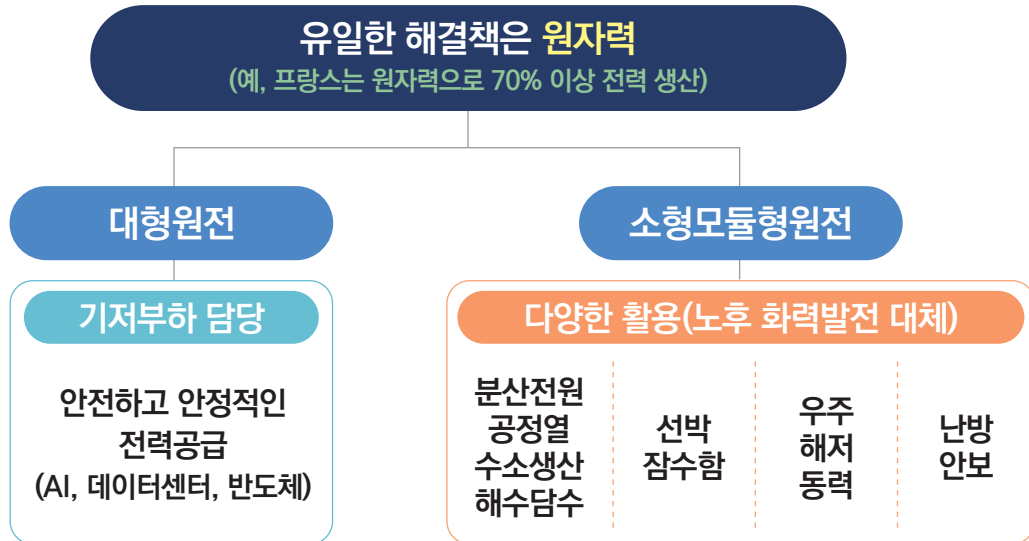 유일한 해결책은 원자력
(예, 프랑스는 원자력으로 70% 이상 전력 생산)
대형원전
소형모듈형원전
기저부하 담당
안전하고 안정적인
전력공급
(AI, 데이터센터, 반도체)
다양한 활용(노후 화력발전 대체)
분산전원
공정열
수소생산
해수담수
선박
잠수함
우주
해저
동력
난방
안보